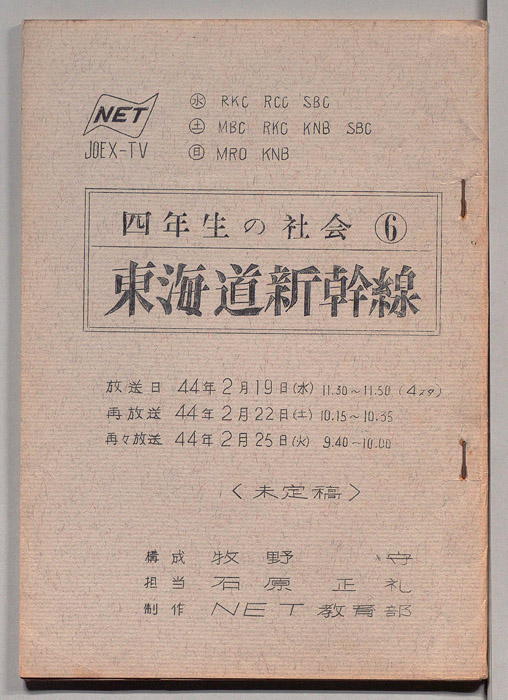 NET
JOEX-TV
㊌ RKC RCC SBC
㊏ MBC RKC KNB SBC
㊐ MRO KNB
四年生の社会 ⑥
東海道新幹線
放送日 44年2月19日(水) 11.30~11.50 (4スタ)
再放送 44年2月22日(土) 10.15~10.35
再々放送 44年2月25日(火) 9.40~10.00
〈未定稿〉
構成 牧野 守
担当 石原 正礼
制作 NET教育部